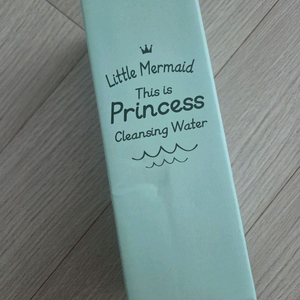 Little Mermaid
This is
Princess
Cleansing Water